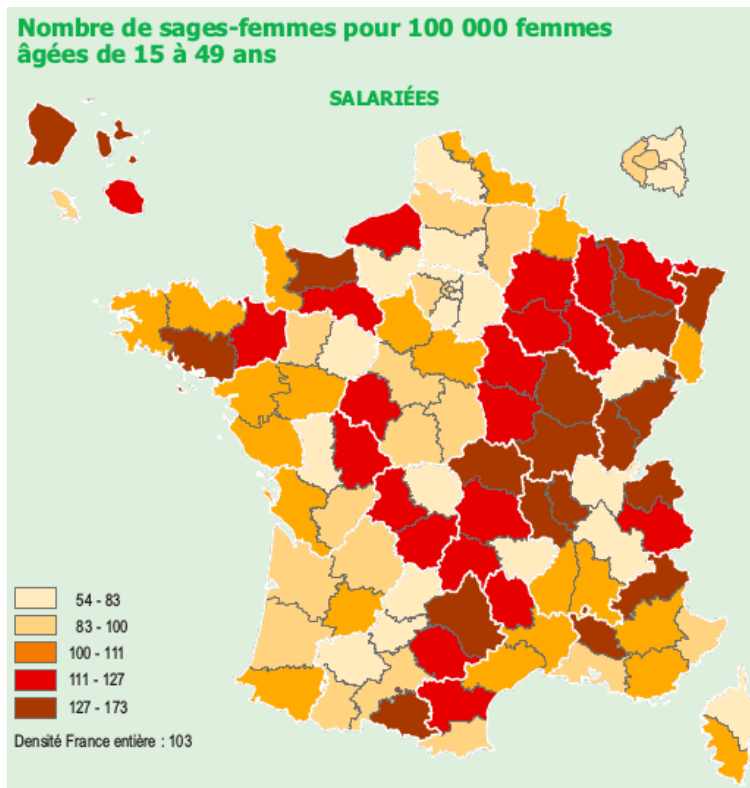 Nombre de sages-femmes pour 100 000 femmes
âgées de 15 à 49 ans
SALARIÉES
54 - 83
83 - 100
100 - 111
111 - 127
127 - 173
Densité France entière : 103